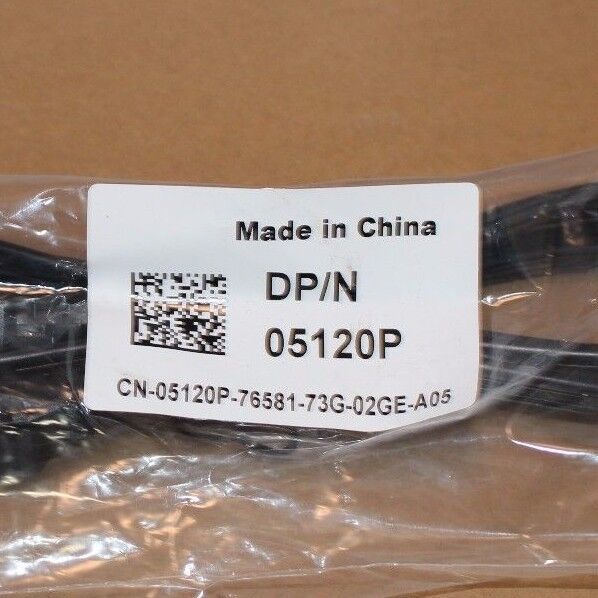 Made in China
DP/N
05120P
CN-05120P-76581-73G-02GE-A05